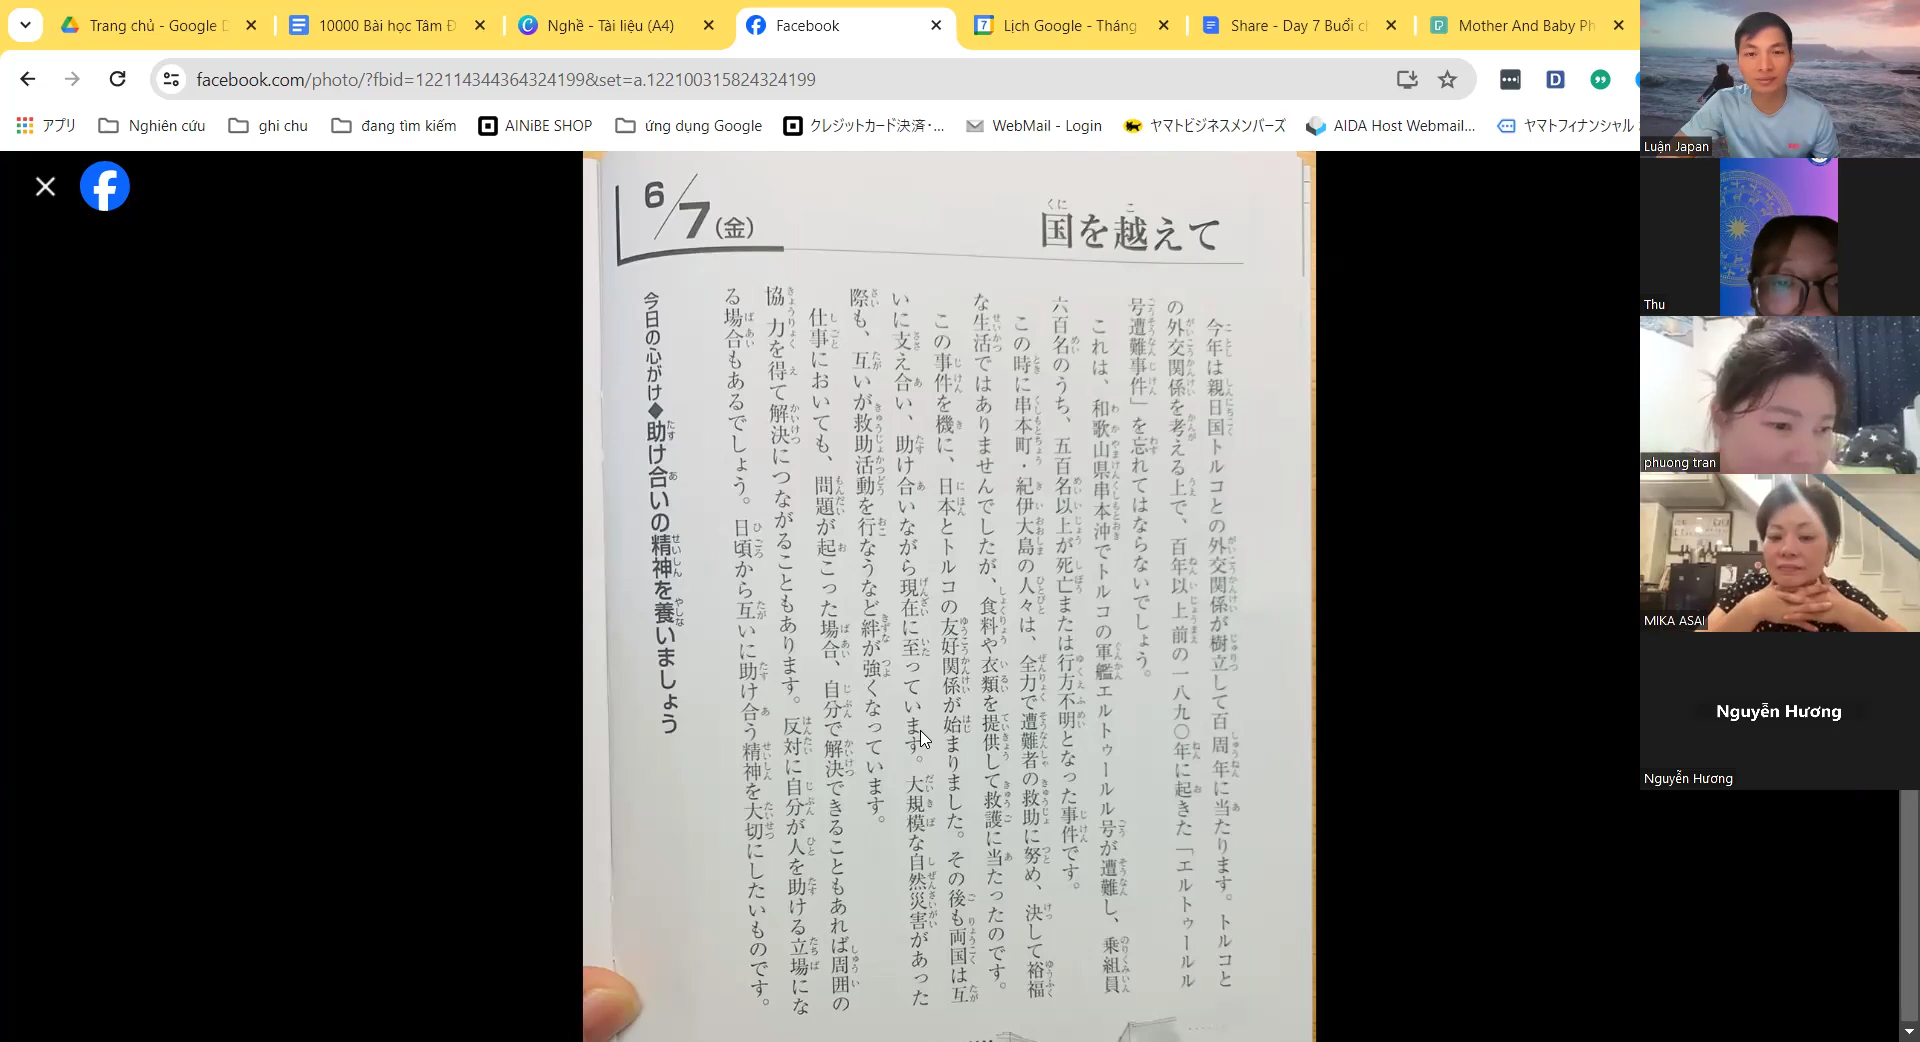 Trang chủ - Google D
10000 Bài học Tâm Đ
Nghề - Tài liệu (A4)
Facebook
Lịch Google - Tháng
Share - Day 7 Buổi ch
Mother And Baby Ph
facebook.com/photo/?fbid=122114344364324199&set=a.122100315824324199
アプリ
Nghiên cứu
ghi chu
đang tìm kiếm
AINiBE SHOP
ứng dụng Google
クレジットカード決済・...
WebMail - Login
ヤマトビジネスメンバーズ
AIDA Host Webmail...
ヤマトフィナンシャル
6/7(金)
国を越えて
今年は親日国トルコとの外交関係が樹立して百周年に当たります。トルコと
の外交関係を考える上で、百年以上前の一八九〇年に起きた「エルトゥールル
号遭難事件」を忘れてはならないでしょう。
これは、和歌山県串本沖でトルコの軍艦エルトゥールル号が遭難し、乗組員
六百名のうち、五百名以上が死亡または行方不明となった事件です。
この時に串本町・紀伊大島の人々は、全力で遭難者の救助に努め、決して裕福
な生活ではありませんでしたが、食料や衣類を提供して救護に当たったのです。
この事件を機に、日本とトルコの友好関係が始まりました。その後も両国は互
いに支え合い、助け合いながら現在に至っています。大規模な自然災害があった
際も、互いが救助活動を行なうなど絆が強くなっています。
仕事においても、問題が起こった場合、自分で解決できることもあれば周囲の
協力を得て解決につながることもあります。反対に自分が人を助ける立場にな
る場合もあるでしょう。日頃から互いに助け合う精神を大切にしたいものです。
今日の心がけ◆助け合いの精神を養いましょう
Luận Japan
Thu
phuong tran
MIKA ASAI
Nguyễn Hương
Nguyễn Hương